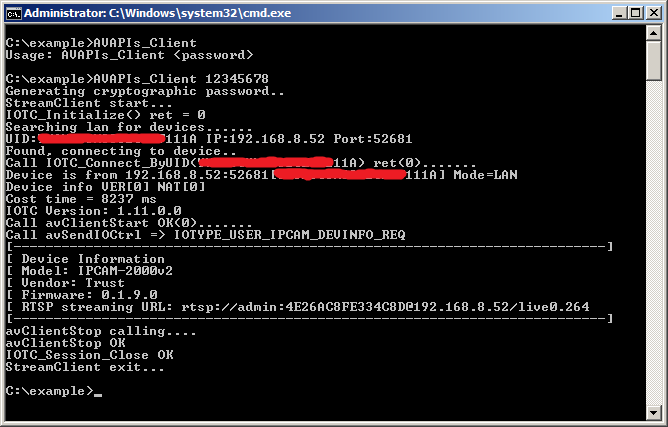 Administrator: C:\Windows\system32\cmd.exe
C:\example>AVAPIs_Client
Usage: AVAPIs_Client <password>
C:\example>AVAPIs_Client 12345678
Generating cryptographic password..
StreamClient start...
IOTC_Initialize() ret = 0
Searching lan for devices......
UID: 111A IP:192.168.8.52 Port:52681
Found, connecting to device..
Call IOTC_Connect_ByUID( 111A) ret(0).......
Device is from 192.168.8.52:52681[ 111A] Mode=LAN
Device info VER[0] NAT[0]
Cost time = 8237 ms
IOTC Version: 1.11.0.0
Call avClientStart OK(0).......
Call avSendIOCtrl => IOTYPE_USER_IPCAM_DEVINFO_REQ
[--------------------------------------------------------------------------]
[ Device Information
[ Model: IPCAM-2000v2
[ Vendor: Trust
[ Firmware: 0.1.9.0
[ RTSP streaming URL: rtsp://admin:4E26AC8FE334C8D@192.168.8.52/live0.264
[--------------------------------------------------------------------------]
avClientStop calling....
avClientStop OK
IOTC_Session_Close OK
StreamClient exit...
C:\example>_